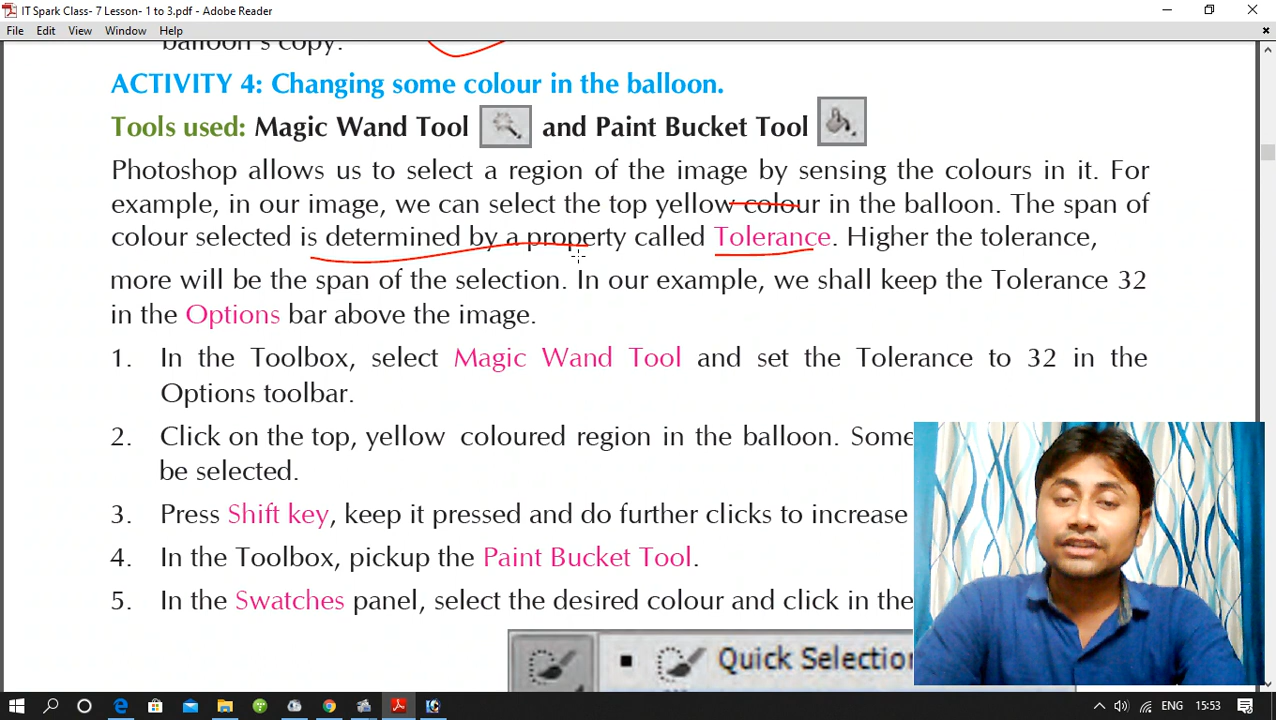 IT Spark Class- 7 Lesson- 1 to 3.pdf - Adobe Reader
File Edit View Window Help
balloon's copy.
ACTIVITY 4: Changing some colour in the balloon.
Tools used: Magic Wand Tool and Paint Bucket Tool
Photoshop allows us to select a region of the image by sensing the colours in it. For
example, in our image, we can select the top yellow colour in the balloon. The span of
colour selected is determined by a property called Tolerance. Higher the tolerance,
more will be the span of the selection. In our example, we shall keep the Tolerance 32
in the Options bar above the image.
1. In the Toolbox, select Magic Wand Tool and set the Tolerance to 32 in the
Options toolbar.
2. Click on the top, yellow coloured region in the balloon. Some
be selected.
3. Press Shift key, keep it pressed and do further clicks to increase
4. In the Toolbox, pickup the Paint Bucket Tool.
5. In the Swatches panel, select the desired colour and click in the
Quick Selection
ENG 15:53